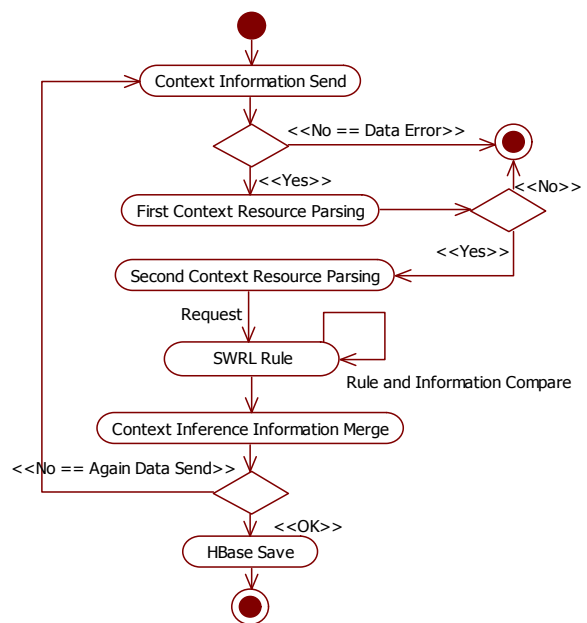 Context Information Send
<<No == Data Error>>
<<Yes>>
<<No>>
First Context Resource Parsing
<<Yes>>
Second Context Resource Parsing
Request
SWRL Rule
Rule and Information Compare
Context Inference Information Merge
<<No == Again Data Send>>
<<OK>>
HBase Save